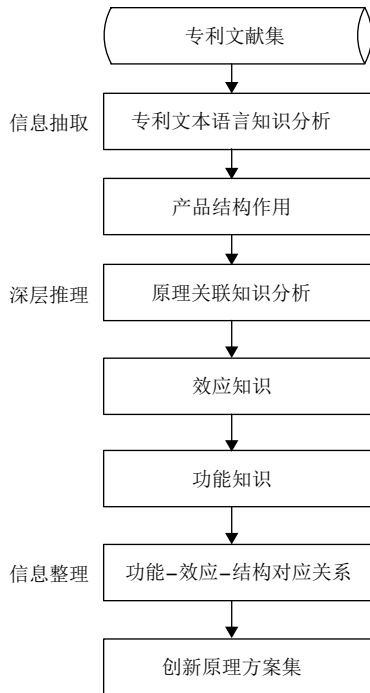 专利文献集
信息抽取
专利文本语言知识分析
产品结构作用
深层推理
原理关联知识分析
效应知识
功能知识
信息整理
功能−效应−结构对应关系
创新原理方案集